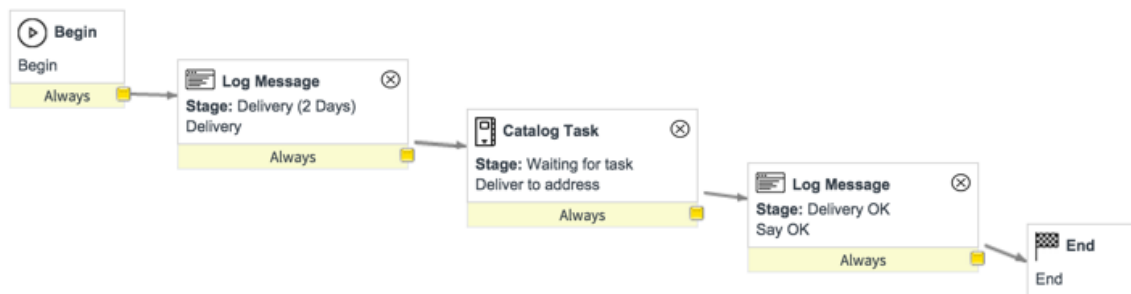 Begin
Begin
Always
Log Message
Stage: Delivery (2 Days)
Delivery
Always
Catalog Task
Stage: Waiting for task
Deliver to address
Always
Log Message
Stage: Delivery OK
Say OK
Always
End
End